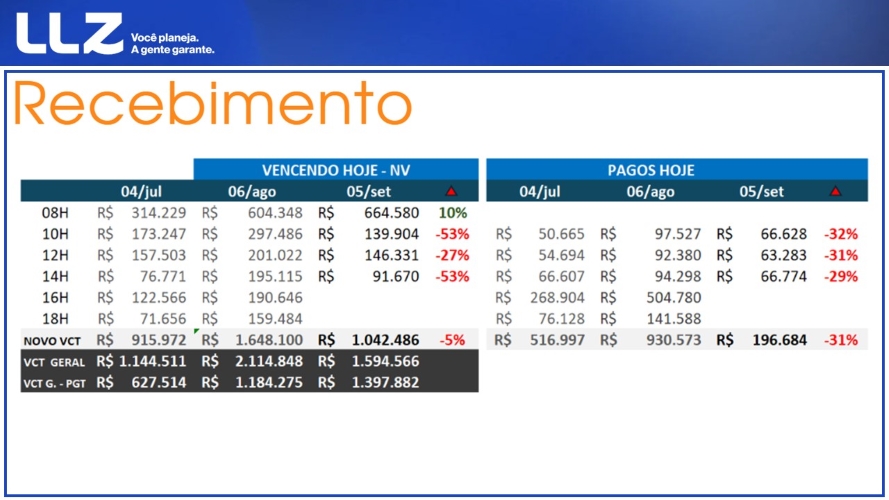 LLZ Você planeja.
A gente garante.
Recebimento
VENCENDO HOJE - NV PAGOS HOJE
04/jul 06/ago 05/set 04/jul 06/ago 05/set
08H R$ 314.229 R$ 604.348 R$ 664.580 10%
10H R$ 173.247 R$ 297.486 R$ 139.904 -53% R$ 50.665 R$ 97.527 R$ 66.628 -32%
12H R$ 157.503 R$ 201.022 R$ 146.331 -27% R$ 54.694 R$ 92.380 R$ 63.283 -31%
14H R$ 76.771 R$ 195.115 R$ 91.670 -53% R$ 66.607 R$ 94.298 R$ 66.774 -29%
16H R$ 122.566 R$ 190.646 R$ 268.904 R$ 504.780
18H R$ 71.656 R$ 159.484 R$ 76.128 R$ 141.588
NOVO VCT R$ 915.972 R$ 1.648.100 R$ 1.042.486 -5% R$ 516.997 R$ 930.573 R$ 196.684 -31%
VCT GERAL R$ 1.144.511 R$ 2.114.848 R$ 1.594.566
VCT G. - PGT R$ 627.514 R$ 1.184.275 R$ 1.397.882